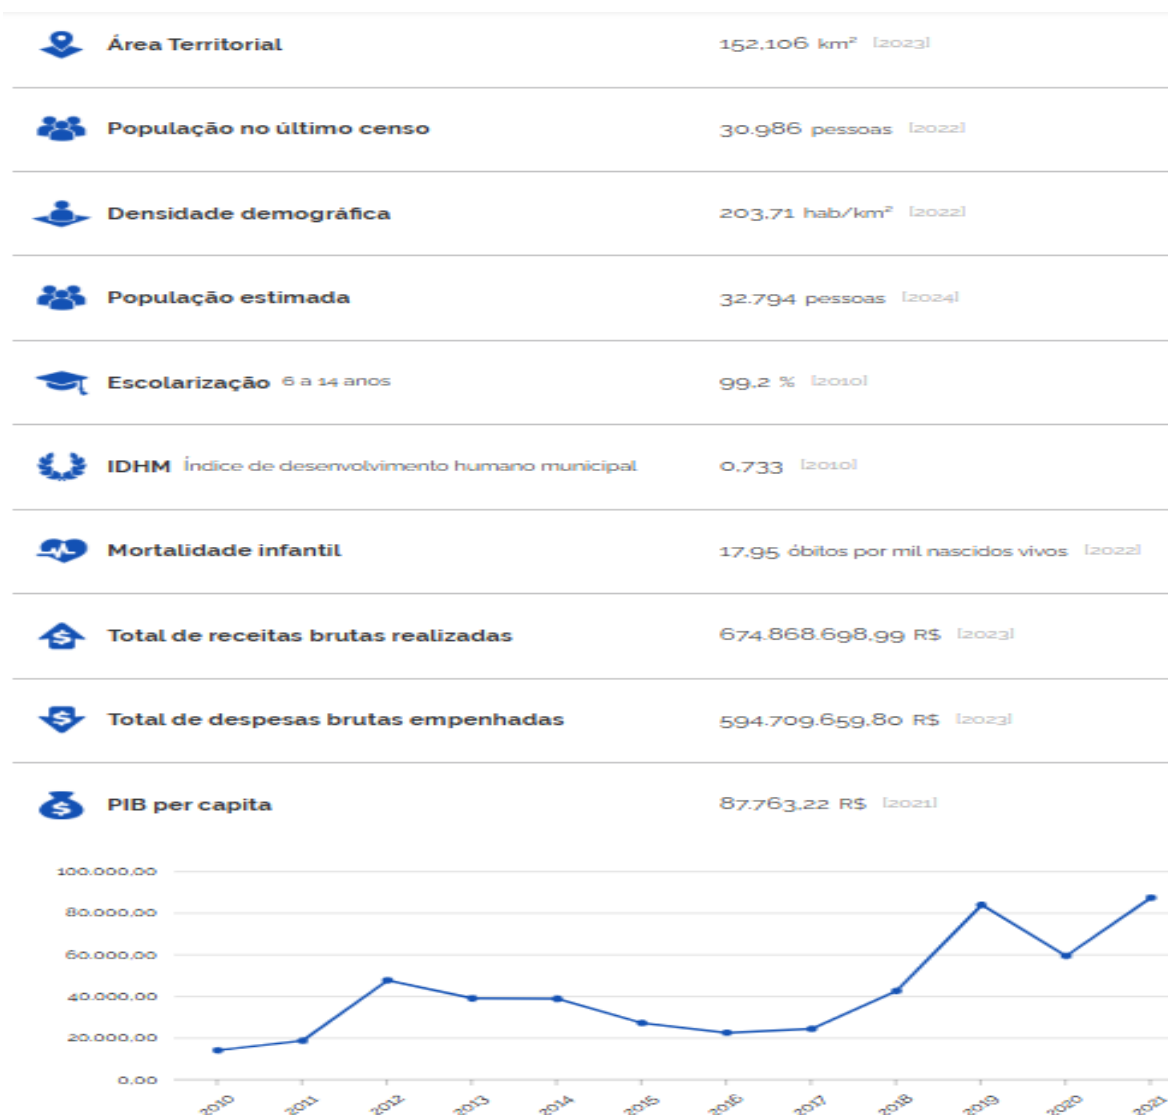 Área Territorial 152,106 km² [2023]
População no último censo 30.986 pessoas [2022]
Densidade demográfica 203,71 hab/km² [2022]
População estimada 32.794 pessoas [2024]
Escolarização 6 a 14 anos 99,2 % [2010]
IDHM Índice de desenvolvimento humano municipal 0,733 [2010]
Mortalidade infantil 17,95 óbitos por mil nascidos vivos [2022]
Total de receitas brutas realizadas 674.868.698,99 R$ [2023]
Total de despesas brutas empenhadas 594.709.659,80 R$ [2023]
PIB per capita 87.763,22 R$ [2021]
100.000,00
80.000,00
60.000,00
40.000,00
20.000,00
0,00
2010 2011 2012 2013 2014 2015 2016 2017 2018 2019 2020 2021